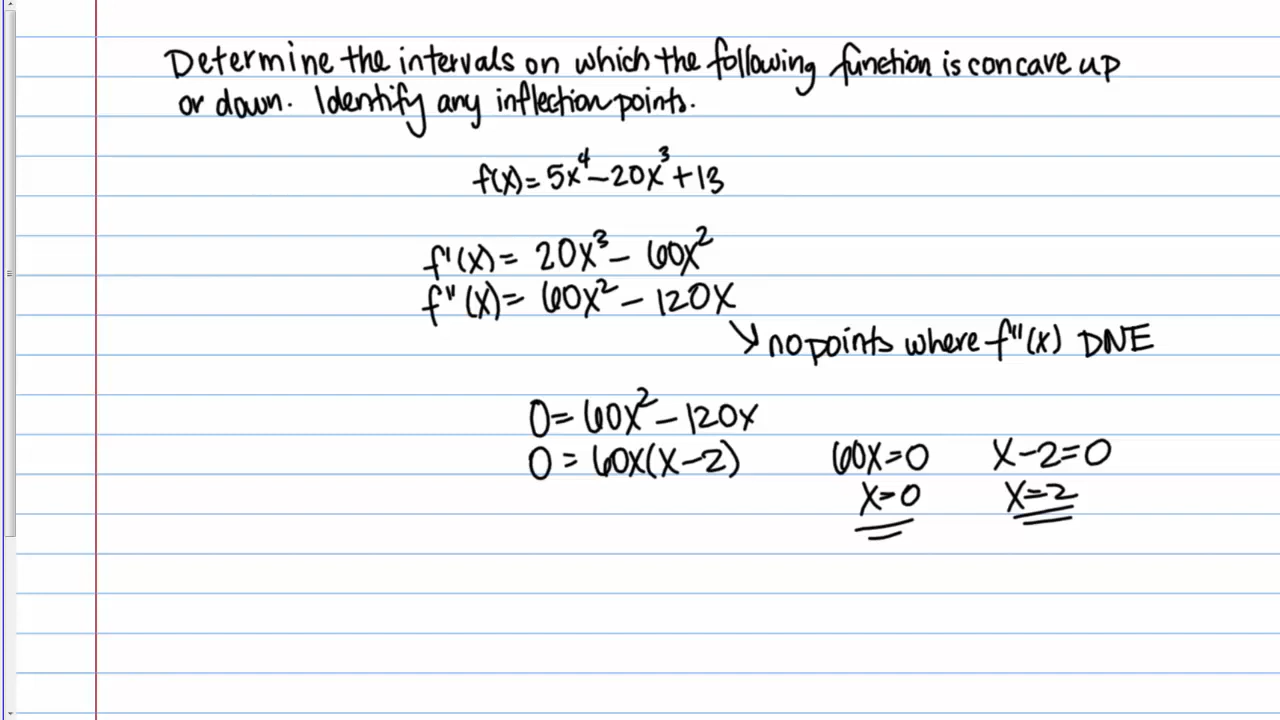 Determine the intervals on which the following function is concave up
or down. Identify any inflection points.
f(x) = 5x⁴ − 20x³ + 13
f'(x) = 20x³ − 60x²
f''(x) = 60x² − 120x
↘ no points where f''(x) DNE
0 = 60x² − 120x
0 = 60x(x − 2) 60x = 0 x − 2 = 0
x = 0 x = 2